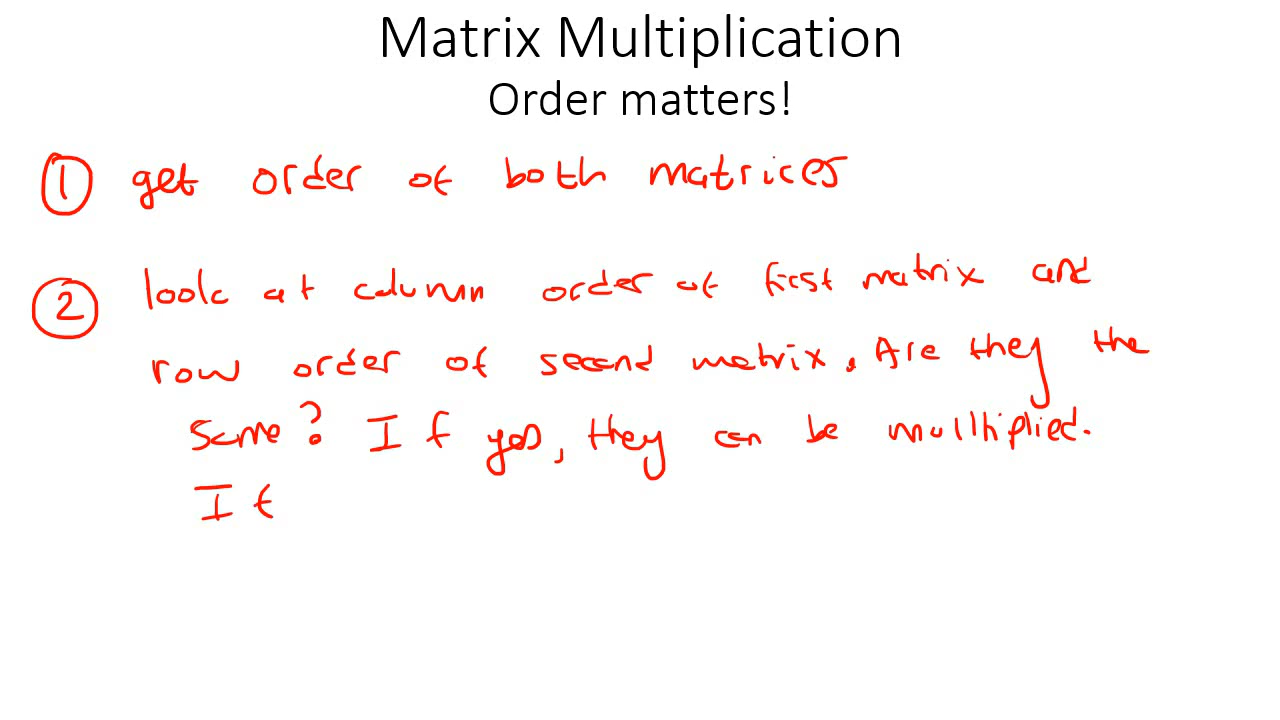 Matrix Multiplication
Order matters!
① get order of both matrices
② look at column order of first matrix and
row order of second matrix. Are they the
same? If yes, they can be mulltiplied.
If